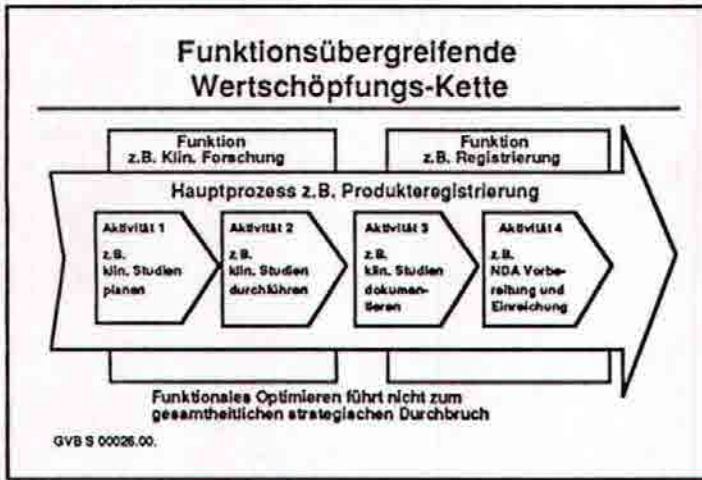 Funktionsübergreifende
Wertschöpfungs-Kette
Funktion
z.B. Klin. Forschung
Funktion
z.B. Registrierung
Hauptprozess z.B. Produkteregistrierung
Aktivität 1
z.B.
klin. Studien
planen
Aktivität 2
z.B.
klin. Studien
durchführen
Aktivität 3
z.B.
klin. Studien
dokumen-
tieren
Aktivität 4
z.B.
NDA Vorbe-
reitung und
Einreichung
Funktionales Optimieren führt nicht zum
gesamtheitlichen strategischen Durchbruch
GVB S 00026.00.